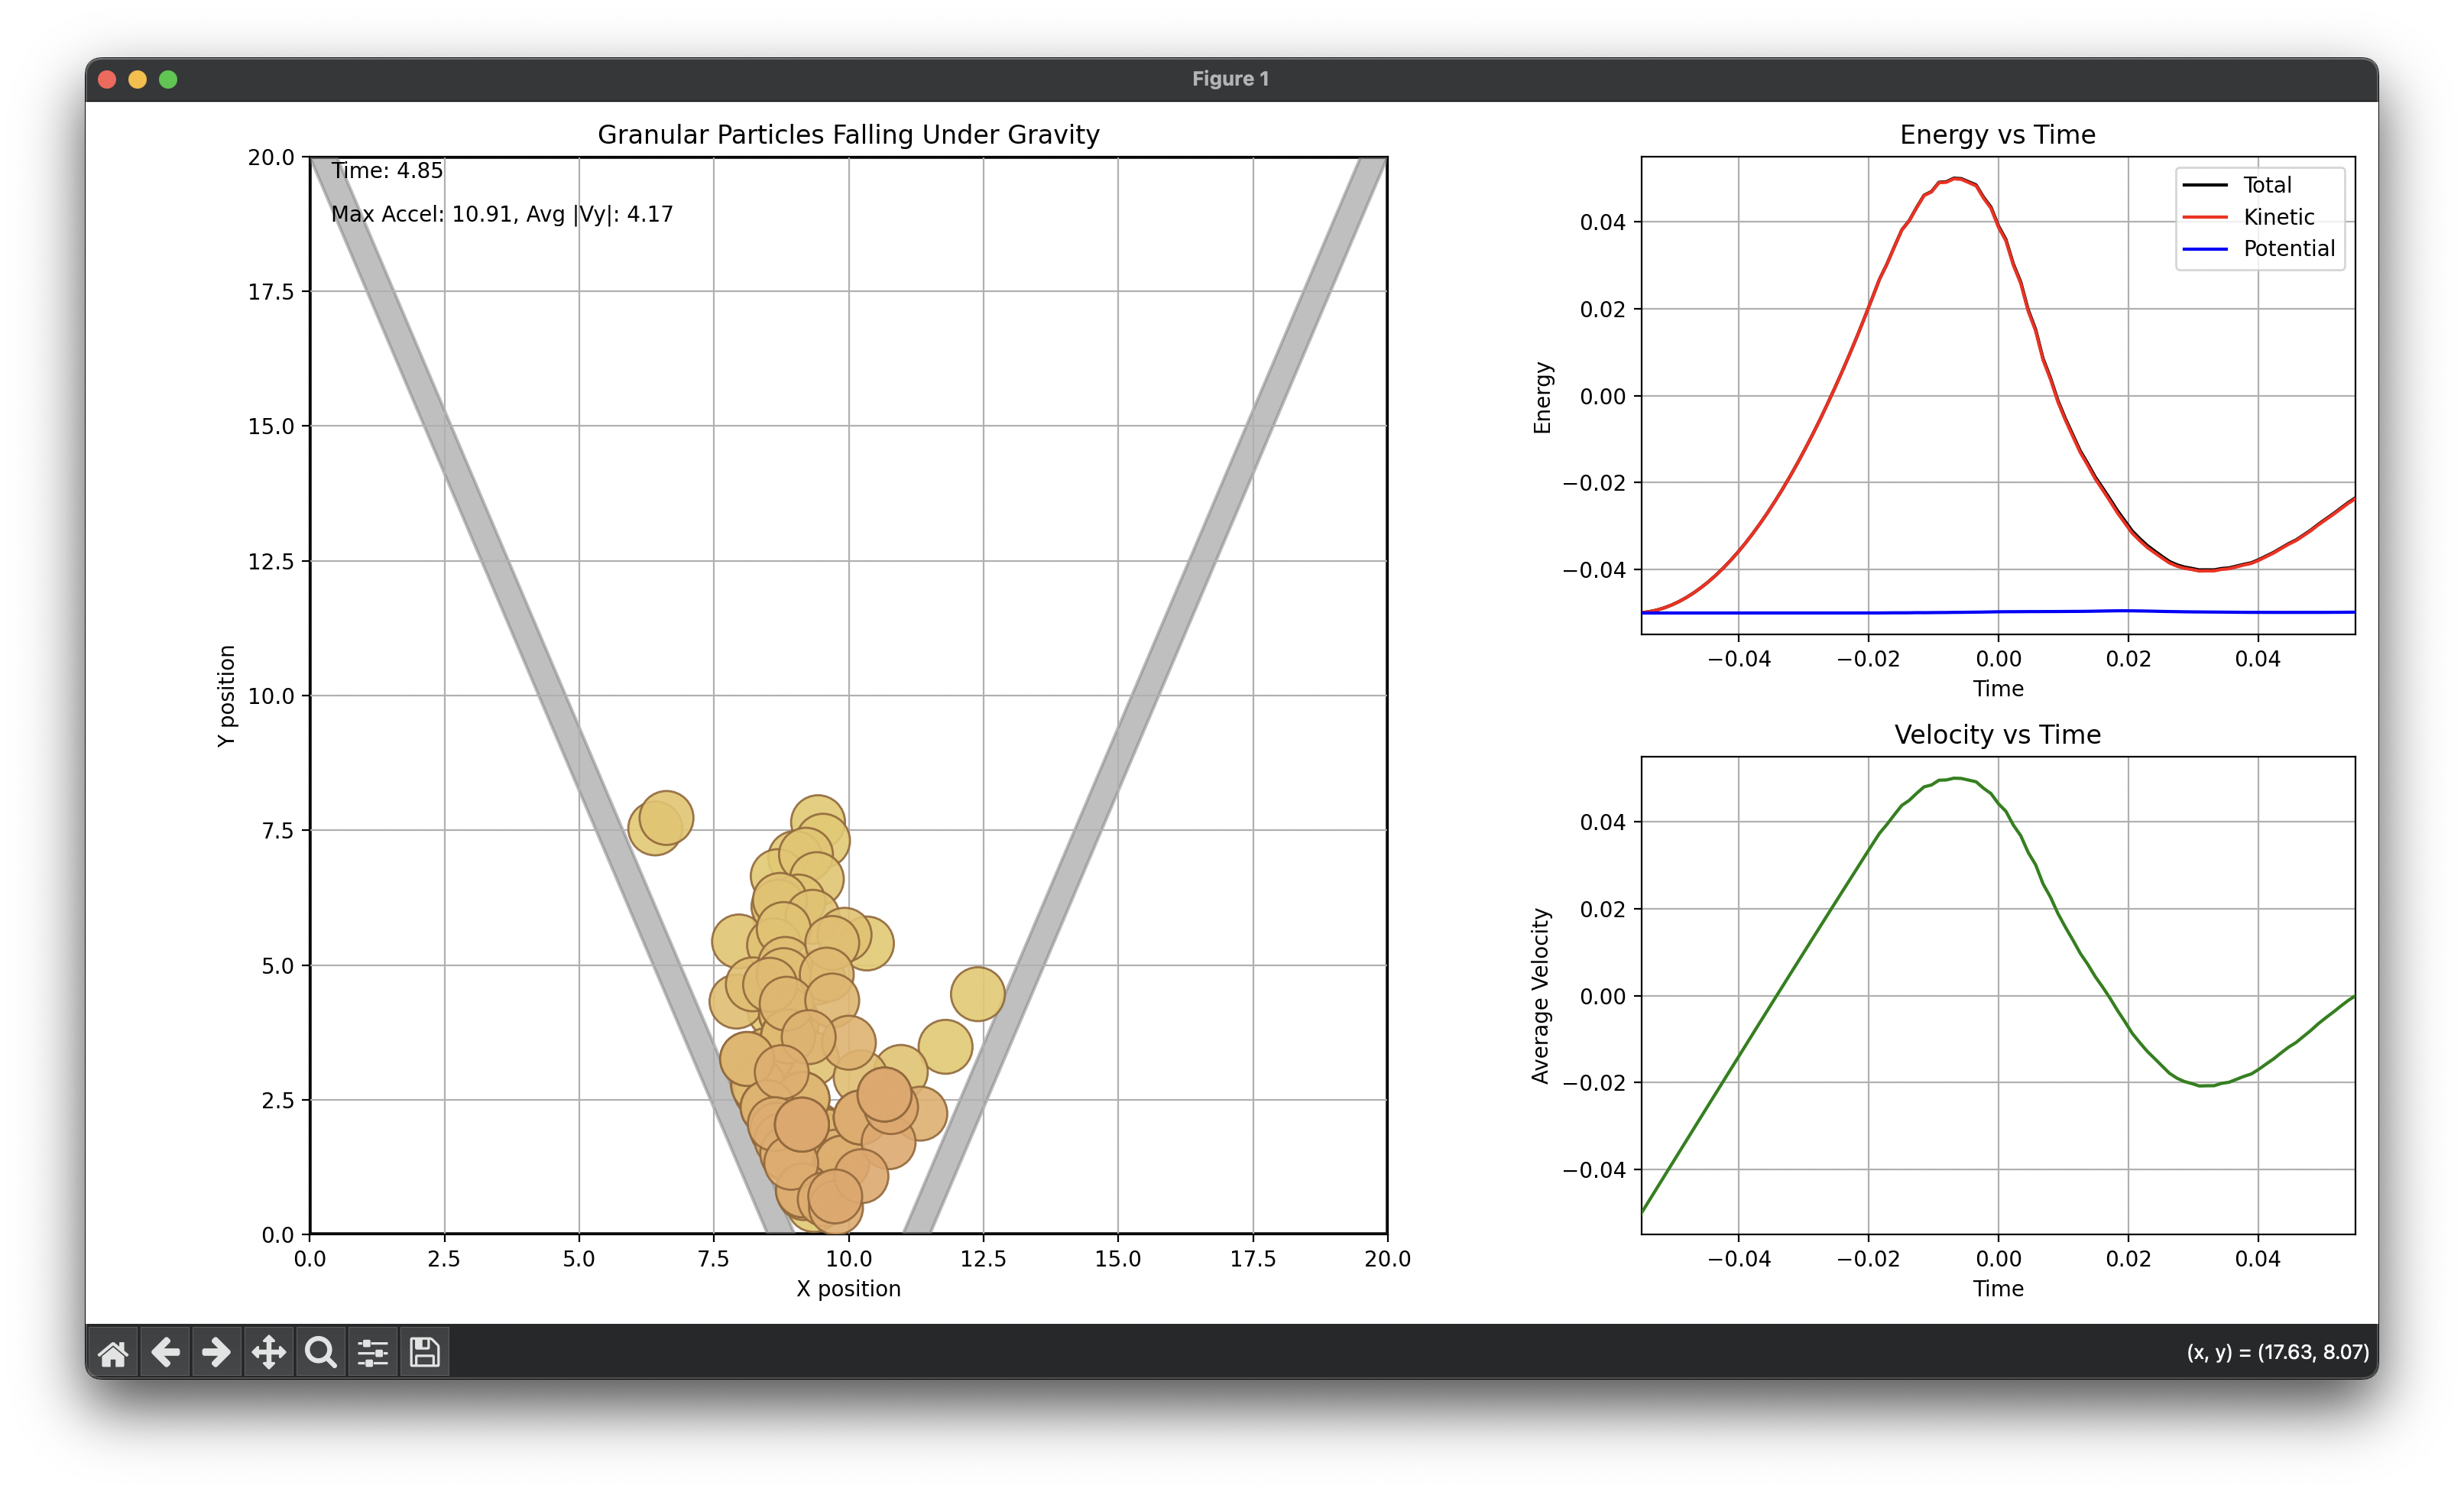 Figure 1
Granular Particles Falling Under Gravity
Time: 4.85
Max Accel: 10.91, Avg |Vy|: 4.17
20.0
17.5
15.0
12.5
10.0
7.5
5.0
2.5
0.0
Y position
0.0 2.5 5.0 7.5 10.0 12.5 15.0 17.5 20.0
X position
Energy vs Time
Total
Kinetic
Potential
0.04
0.02
0.00
−0.02
−0.04
Energy
−0.04 −0.02 0.00 0.02 0.04
Time
Velocity vs Time
0.04
0.02
0.00
−0.02
−0.04
Average Velocity
−0.04 −0.02 0.00 0.02 0.04
Time
(x, y) = (17.63, 8.07)